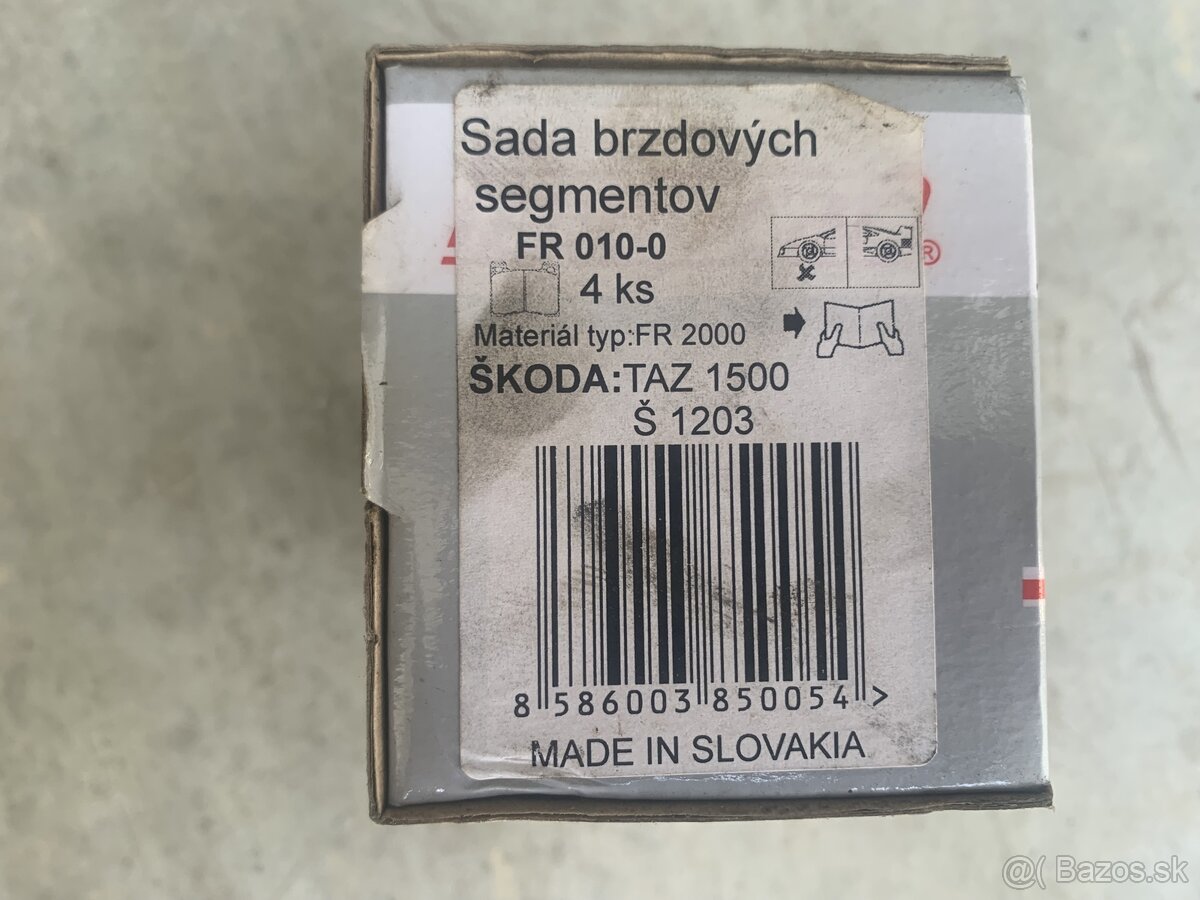 Sada brzdových
segmentov
FR 010-0
4 ks
Materiál typ:FR 2000
ŠKODA:TAZ 1500
Š 1203
8 586003 850054 >
MADE IN SLOVAKIA
®
@( Bazos.sk